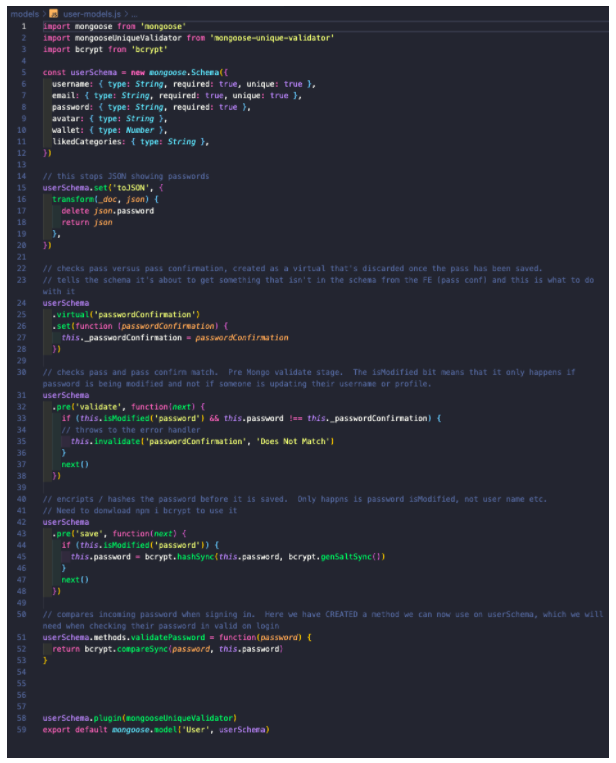 models > user-models.js > ...
1 import mongoose from 'mongoose'
2 import mongooseUniqueValidator from 'mongoose-unique-validator'
3 import bcrypt from 'bcrypt'
4
5 const userSchema = new mongoose.Schema({
6 username: { type: String, required: true, unique: true },
7 email: { type: String, required: true, unique: true },
8 password: { type: String, required: true },
9 avatar: { type: String },
10 wallet: { type: Number },
11 likedCategories: { type: String },
12 })
13
14 // this stops JSON showing passwords
15 userSchema.set('toJSON', {
16 transform(_doc, json) {
17 delete json.password
18 return json
19 },
20 })
21
22 // checks pass versus pass confirmation, created as a virtual that's discarded once the pass has been saved.
23 // tells the schema it's about to get something that isn't in the schema from the FE (pass conf) and this is what to do
with it
24 userSchema
25 .virtual('passwordConfirmation')
26 .set(function (passwordConfirmation) {
27 this._passwordConfirmation = passwordConfirmation
28 })
29
30 // checks pass and pass confirm match. Pre Mongo validate stage. The isModified bit means that it only happens if
password is being modified and not if someone is updating their username or profile.
31 userSchema
32 .pre('validate', function(next) {
33 if (this.isModified('password') && this.password !== this._passwordConfirmation) {
34 // throws to the error handler
35 this.invalidate('passwordConfirmation', 'Does Not Match')
36 }
37 next()
38 })
39
40 // encripts / hashes the password before it is saved. Only happns is password isModified, not user name etc.
41 // Need to donwload npm i bcrypt to use it
42 userSchema
43 .pre('save', function(next) {
44 if (this.isModified('password')) {
45 this.password = bcrypt.hashSync(this.password, bcrypt.genSaltSync())
46 }
47 next()
48 })
49
50 // compares incoming password when signing in. Here we have CREATED a method we can now use on userSchema, which we will
need when checking their password in valid on login
51 userSchema.methods.validatePassword = function(password) {
52 return bcrypt.compareSync(password, this.password)
53 }
54
55
56
57
58 userSchema.plugin(mongooseUniqueValidator)
59 export default mongoose.model('User', userSchema)